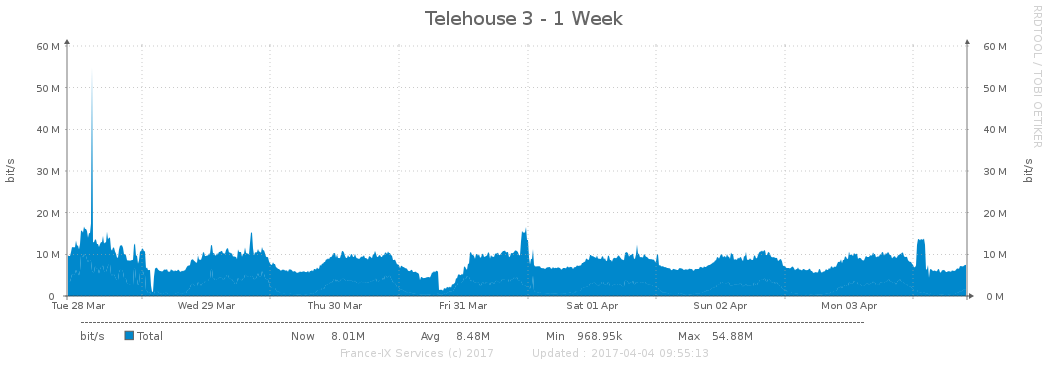 Telehouse 3 - 1 Week
RRDTOOL / TOBI OETIKER
bit/s
60 M
50 M
40 M
30 M
20 M
10 M
0
60 M
50 M
40 M
30 M
20 M
10 M
0 M
bit/s
Tue 28 Mar Wed 29 Mar Thu 30 Mar Fri 31 Mar Sat 01 Apr Sun 02 Apr Mon 03 Apr
bit/s Total Now 8.01M Avg 8.48M Min 968.95k Max 54.88M
France-IX Services (c) 2017 Updated : 2017-04-04 09:55:13